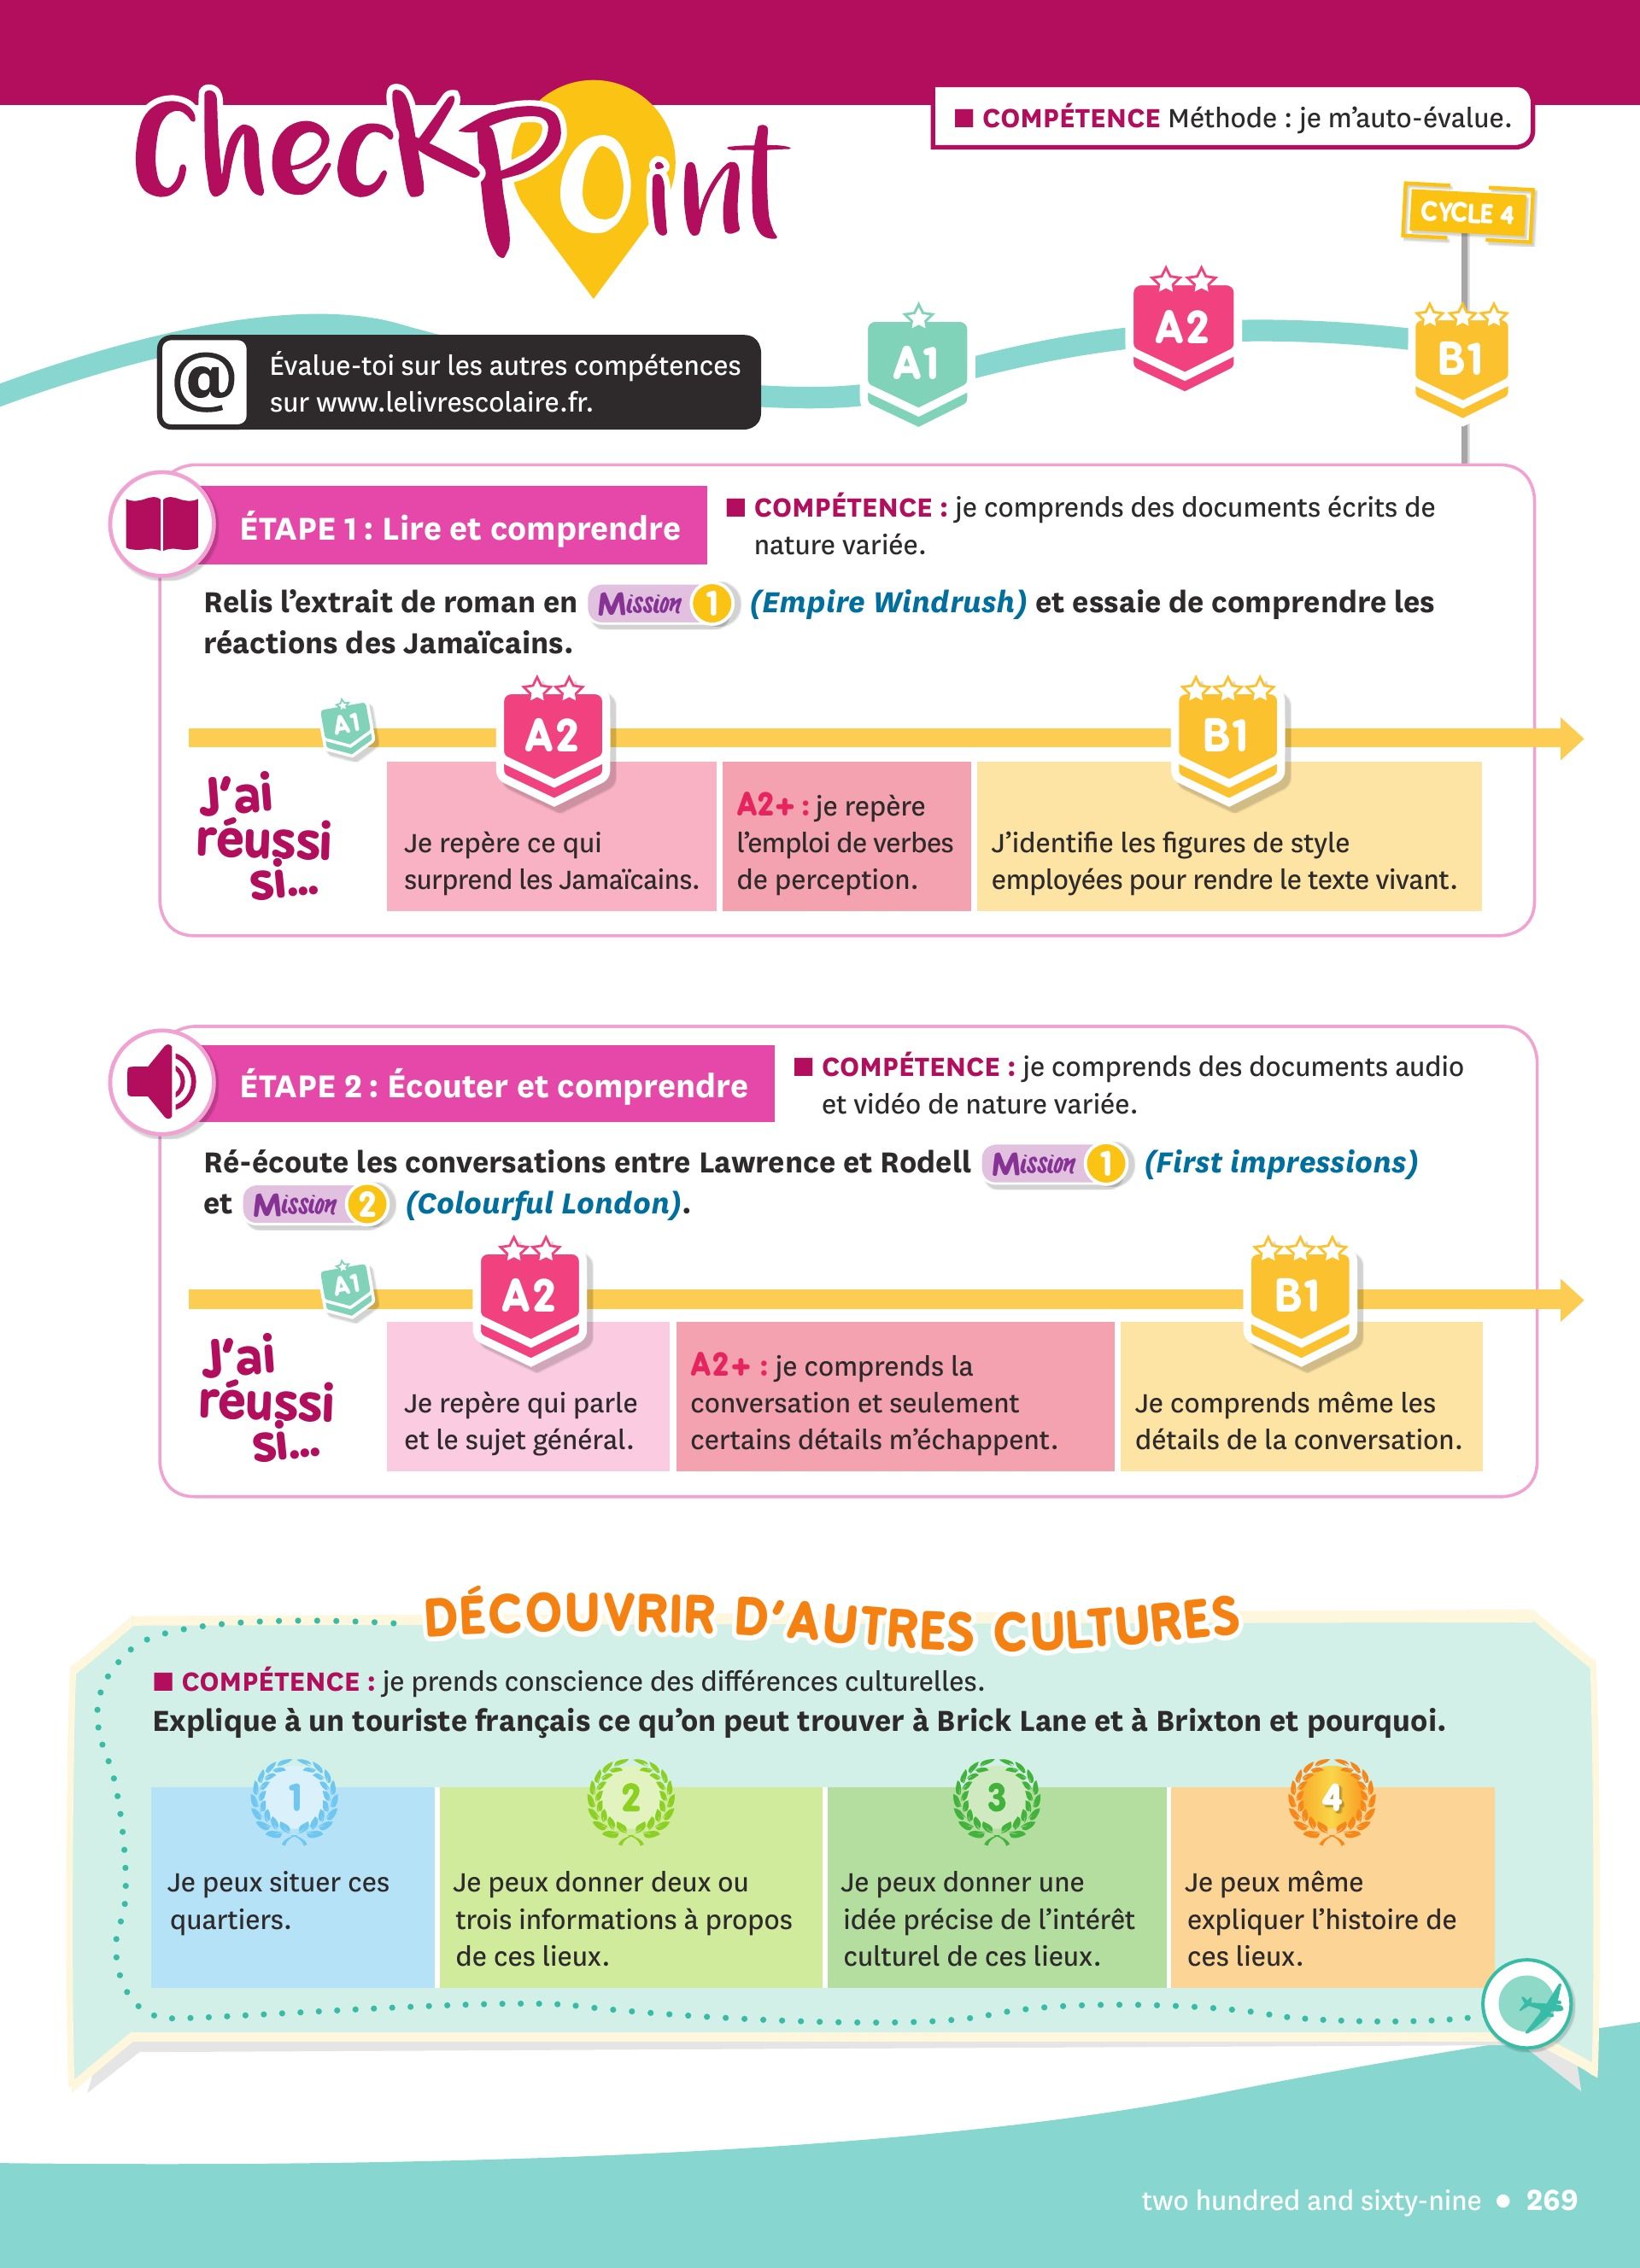 CheckPoint
■ COMPÉTENCE Méthode : je m'auto-évalue.
CYCLE 4
@
Évalue-toi sur les autres compétences
sur www.lelivrescolaire.fr.
A1
A2
B1
ÉTAPE 1 : Lire et comprendre
■ COMPÉTENCE : je comprends des documents écrits de
nature variée.
Relis l'extrait de roman en Mission 1 (Empire Windrush) et essaie de comprendre les
réactions des Jamaïcains.
A1
A2
B1
J'ai
réussi
si...
Je repère ce qui
surprend les Jamaïcains.
A2+ : je repère
l'emploi de verbes
de perception.
J'identifie les figures de style
employées pour rendre le texte vivant.
ÉTAPE 2 : Écouter et comprendre
■ COMPÉTENCE : je comprends des documents audio
et vidéo de nature variée.
Ré-écoute les conversations entre Lawrence et Rodell Mission 1 (First impressions)
et Mission 2 (Colourful London).
A1
A2
B1
J'ai
réussi
si...
Je repère qui parle
et le sujet général.
A2+ : je comprends la
conversation et seulement
certains détails m'échappent.
Je comprends même les
détails de la conversation.
DÉCOUVRIR D'AUTRES CULTURES
■ COMPÉTENCE : je prends conscience des différences culturelles.
Explique à un touriste français ce qu'on peut trouver à Brick Lane et à Brixton et pourquoi.
1
Je peux situer ces
quartiers.
2
Je peux donner deux ou
trois informations à propos
de ces lieux.
3
Je peux donner une
idée précise de l'intérêt
culturel de ces lieux.
4
Je peux même
expliquer l'histoire de
ces lieux.
two hundred and sixty-nine • 269